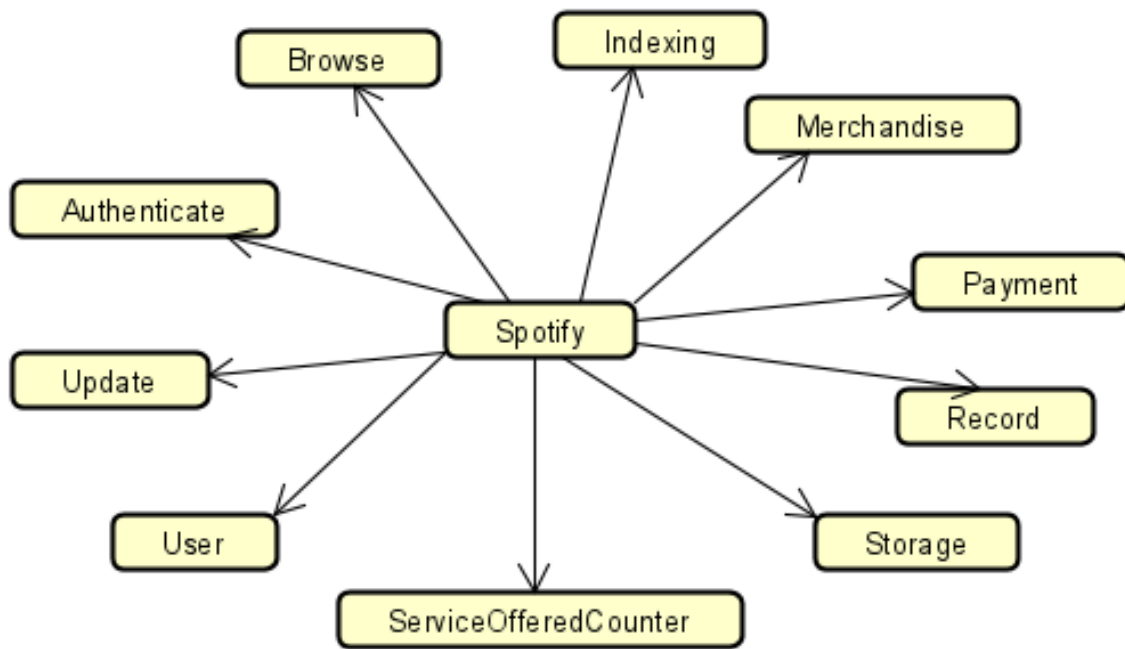 Indexing
Browse
Merchandise
Authenticate
Payment
Spotify
Update
Record
User
Storage
ServiceOfferedCounter